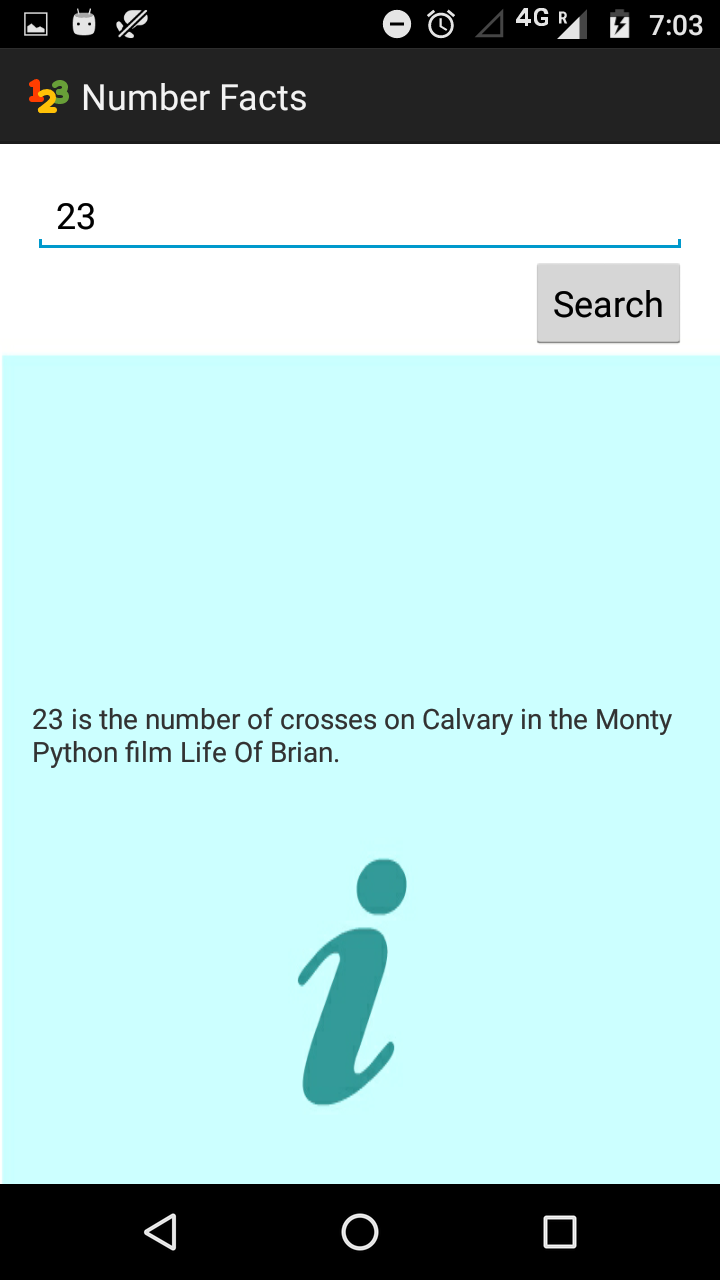 4G R 7:03
123 Number Facts
23
Search
23 is the number of crosses on Calvary in the Monty
Python film Life Of Brian.
i